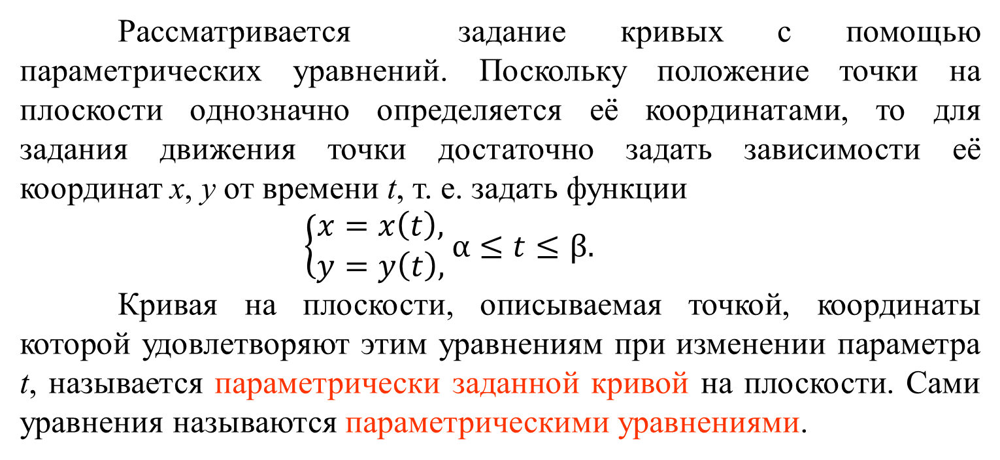 Рассматривается задание кривых с помощью
параметрических уравнений. Поскольку положение точки на
плоскости однозначно определяется её координатами, то для
задания движения точки достаточно задать зависимости её
координат x, y от времени t, т. е. задать функции
{x = x(t),
y = y(t), α ≤ t ≤ β.
Кривая на плоскости, описываемая точкой, координаты
которой удовлетворяют этим уравнениям при изменении параметра
t, называется параметрически заданной кривой на плоскости. Сами
уравнения называются параметрическими уравнениями.